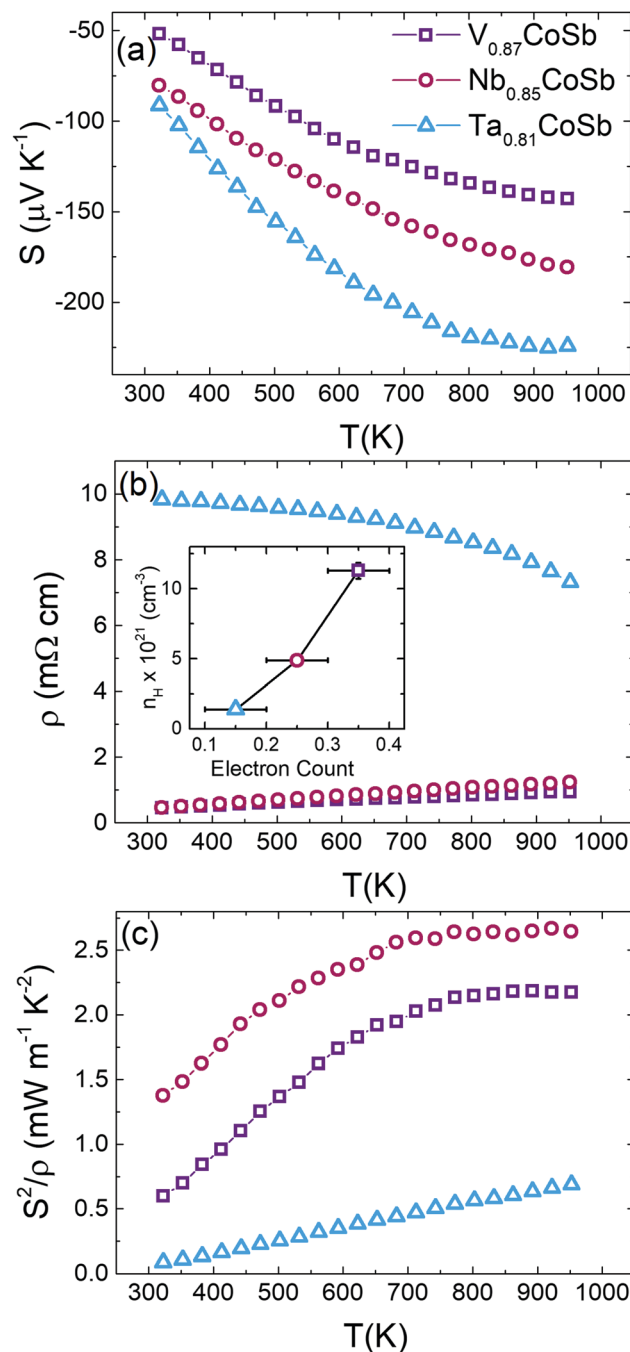 (a)
V0.87CoSb
Nb0.85CoSb
Ta0.81CoSb
-50
-100
-150
-200
S (μV K⁻¹)
300 400 500 600 700 800 900 1000
T(K)
(b)
10
8
6
4
2
0
ρ (mΩ cm)
10
5
0
n_H x 10²¹ (cm⁻³)
0.1 0.2 0.3 0.4
Electron Count
300 400 500 600 700 800 900 1000
T(K)
(c)
2.5
2.0
1.5
1.0
0.5
0.0
S²/ρ (mW m⁻¹ K⁻²)
300 400 500 600 700 800 900 1000
T(K)